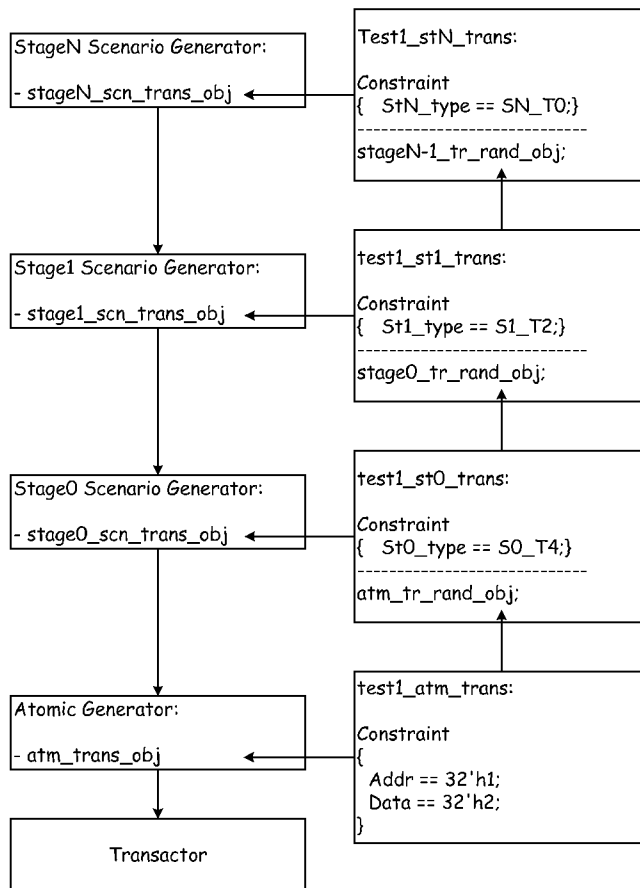 StageN Scenario Generator:
- stageN_scn_trans_obj
Test1_stN_trans:
Constraint
{ StN_type == SN_T0;}
stageN-1_tr_rand_obj;
Stage1 Scenario Generator:
- stage1_scn_trans_obj
test1_st1_trans:
Constraint
{ St1_type == S1_T2;}
stage0_tr_rand_obj;
Stage0 Scenario Generator:
- stage0_scn_trans_obj
test1_st0_trans:
Constraint
{ St0_type == S0_T4;}
atm_tr_rand_obj;
Atomic Generator:
- atm_trans_obj
test1_atm_trans:
Constraint
{
Addr == 32'h1;
Data == 32'h2;
}
Transactor